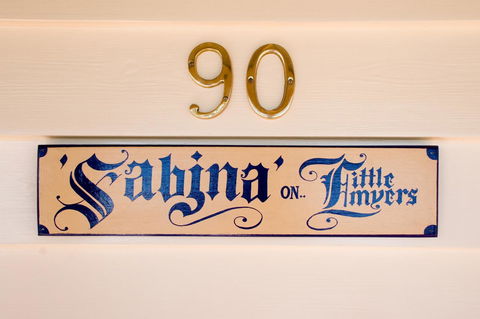 90
'Sabina' ON.. Little Myers